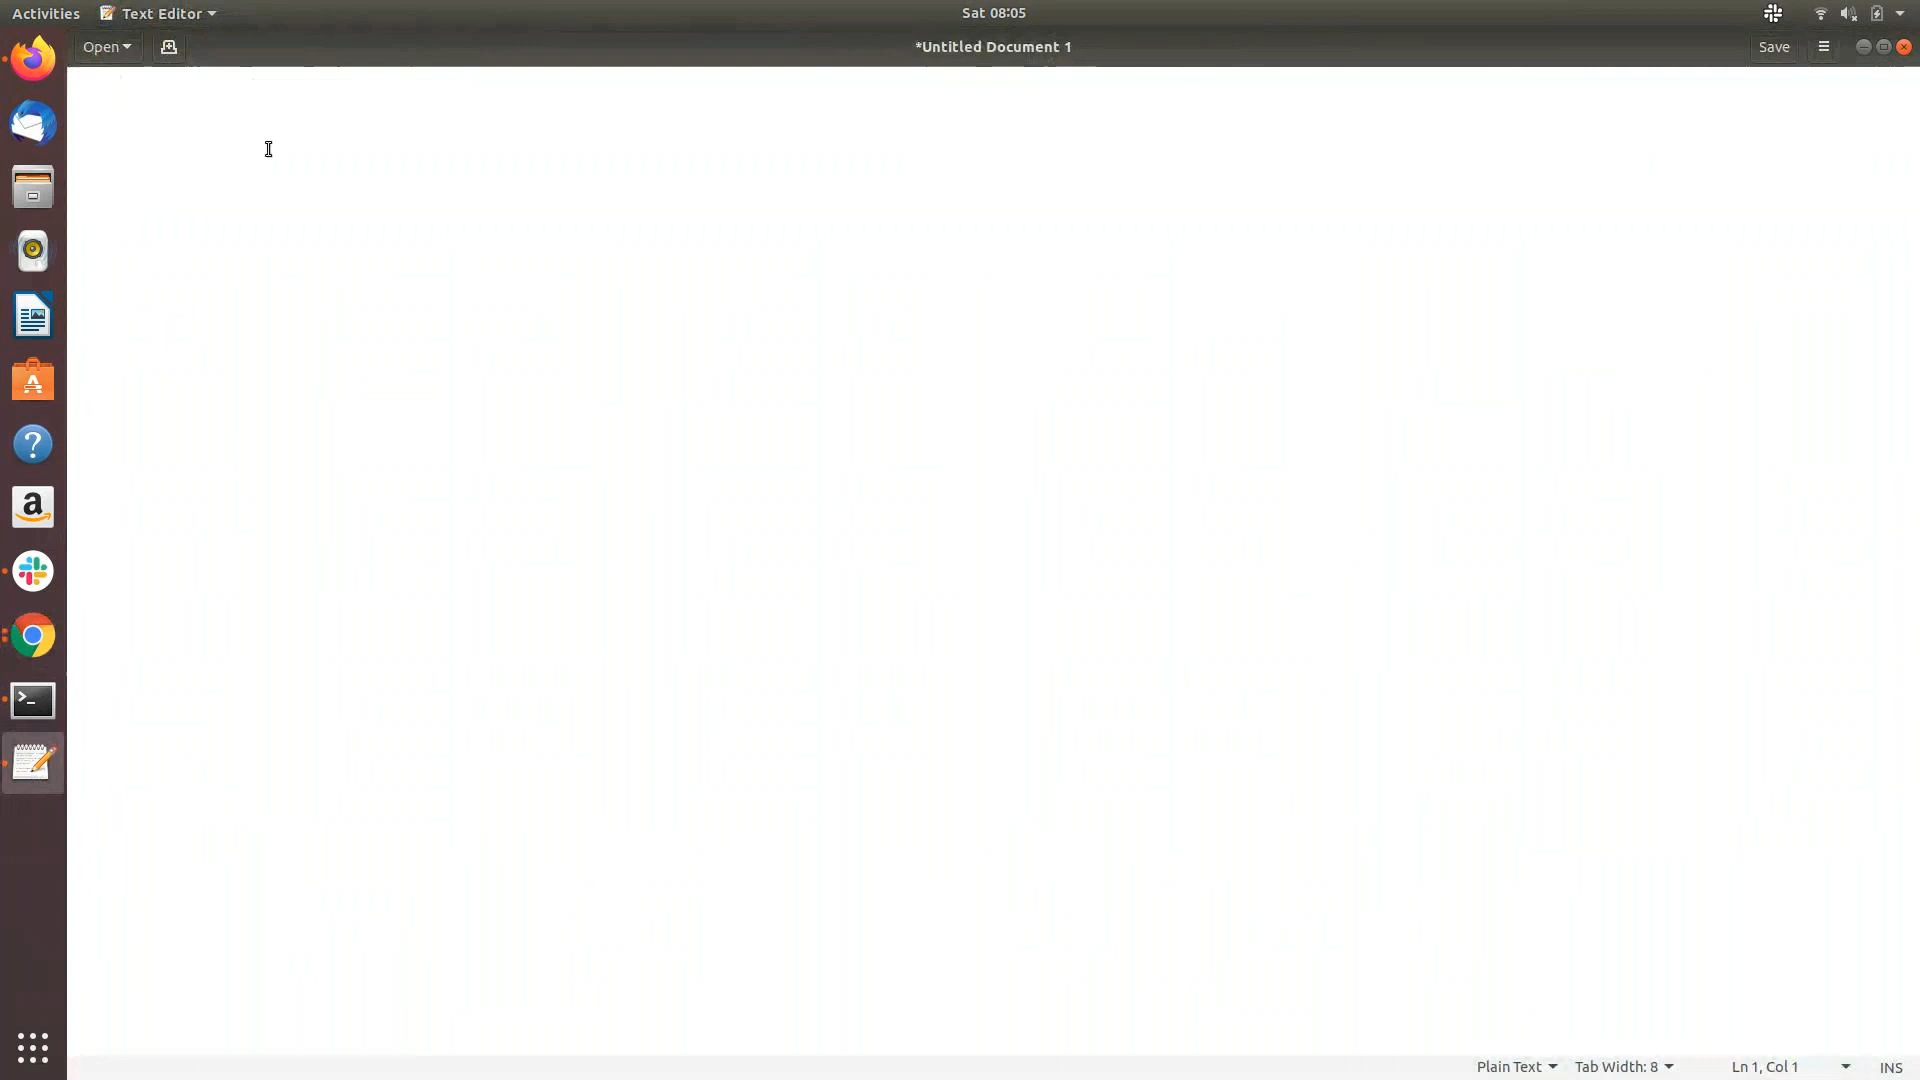 Activities Text Editor Sat 08:05
Open *Untitled Document 1 Save
Plain Text Tab Width: 8 Ln 1, Col 1 INS